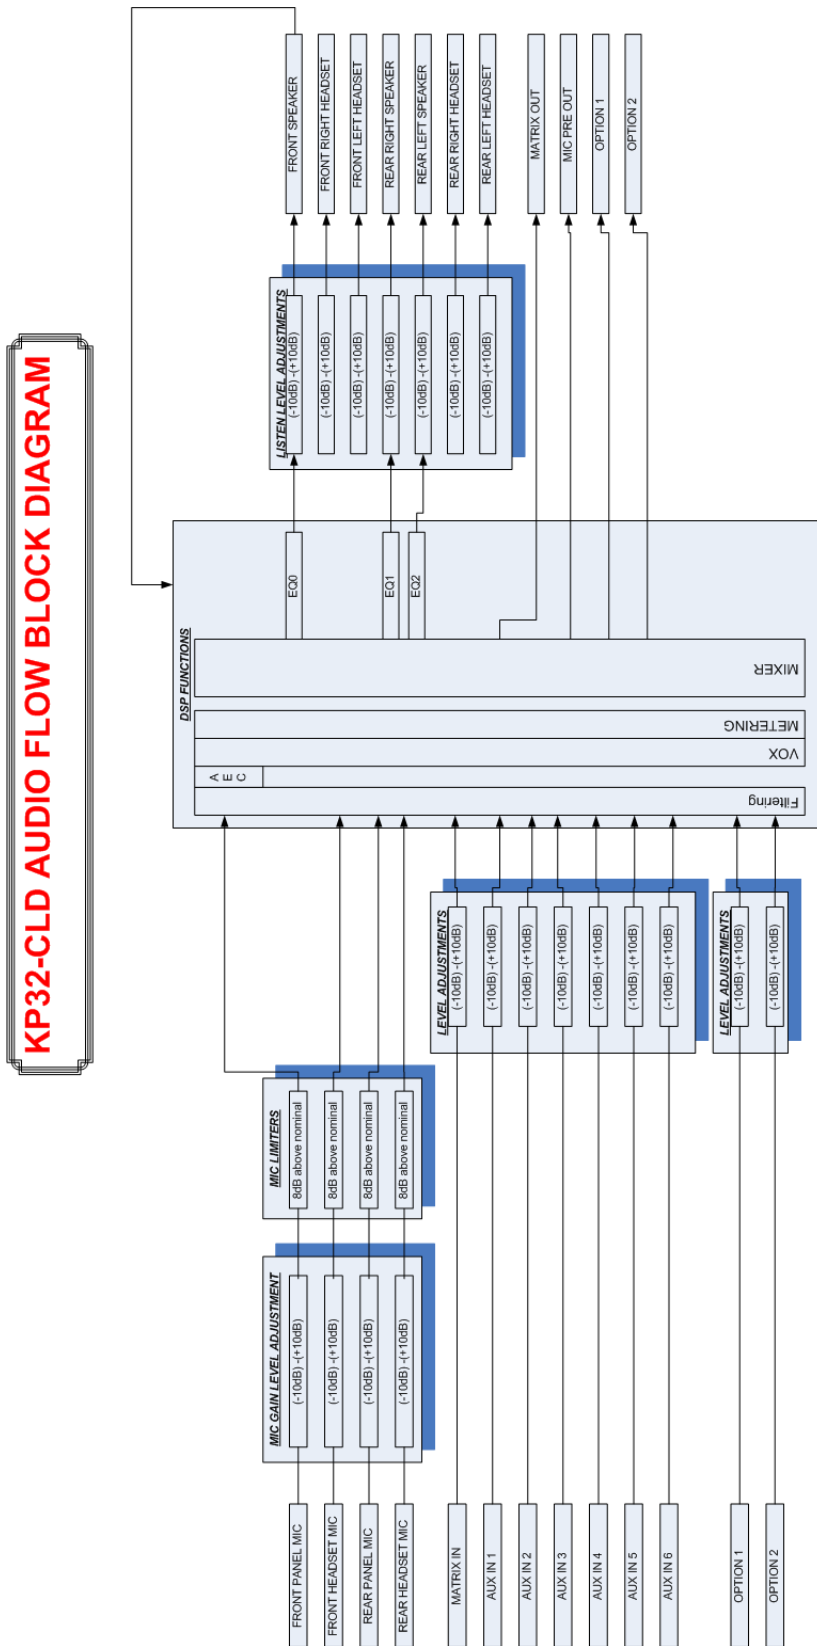 KP32-CLD AUDIO FLOW BLOCK DIAGRAM
FRONT PANEL MIC
FRONT HEADSET MIC
REAR PANEL MIC
REAR HEADSET MIC
MATRIX IN
AUX IN 1
AUX IN 2
AUX IN 3
AUX IN 4
AUX IN 5
AUX IN 6
OPTION 1
OPTION 2
MIC GAIN LEVEL ADJUSTMENT
(-10dB) -(+10dB)
(-10dB) -(+10dB)
(-10dB) -(+10dB)
(-10dB) -(+10dB)
MIC LIMITERS
8dB above nominal
8dB above nominal
8dB above nominal
8dB above nominal
LEVEL ADJUSTMENTS
(-10dB) -(+10dB)
(-10dB) -(+10dB)
(-10dB) -(+10dB)
(-10dB) -(+10dB)
(-10dB) -(+10dB)
(-10dB) -(+10dB)
(-10dB) -(+10dB)
LEVEL ADJUSTMENTS
(-10dB) -(+10dB)
(-10dB) -(+10dB)
DSP FUNCTIONS
Filtering
A
E
C
VOX
METERING
MIXER
EQ0
EQ1
EQ2
LISTEN LEVEL ADJUSTMENTS
(-10dB) -(+10dB)
(-10dB) -(+10dB)
(-10dB) -(+10dB)
(-10dB) -(+10dB)
(-10dB) -(+10dB)
(-10dB) -(+10dB)
(-10dB) -(+10dB)
FRONT SPEAKER
FRONT RIGHT HEADSET
FRONT LEFT HEADSET
REAR RIGHT SPEAKER
REAR LEFT SPEAKER
REAR RIGHT HEADSET
REAR LEFT HEADSET
MATRIX OUT
MIC PRE OUT
OPTION 1
OPTION 2